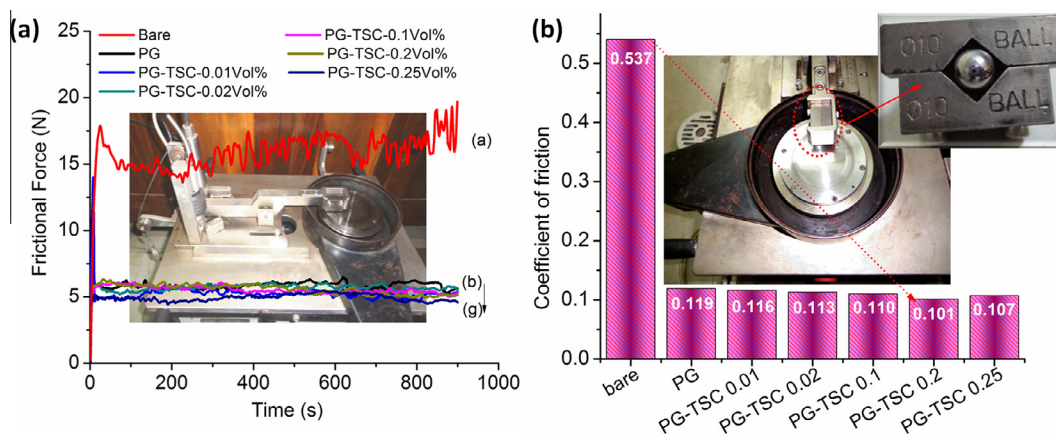 (a)
Frictional Force (N)
25
20
15
10
5
0
Bare
PG
PG-TSC-0.01Vol%
PG-TSC-0.02Vol%
PG-TSC-0.1Vol%
PG-TSC-0.2Vol%
PG-TSC-0.25Vol%
(a)
(b)
(g)
0 200 400 600 800 1000
Time (s)
(b)
Coefficient of friction
0.5
0.4
0.3
0.2
0.1
0.0
0.537
0.119
0.116
0.113
0.110
0.101
0.107
Ø10 BALL
Ø10 BALL
bare
PG
PG-TSC 0.01
PG-TSC 0.02
PG-TSC 0.1
PG-TSC 0.2
PG-TSC 0.25